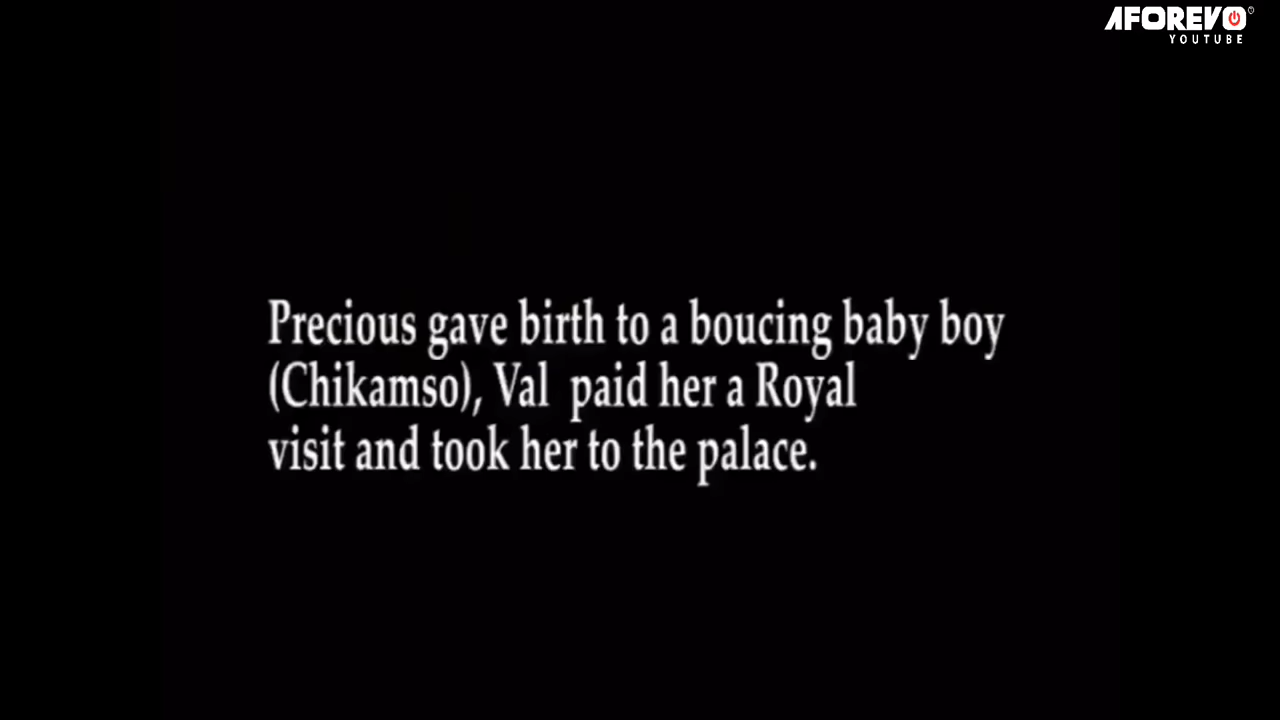 AFOREVO
YOUTUBE
Precious gave birth to a boucing baby boy
(Chikamso), Val paid her a Royal
visit and took her to the palace.